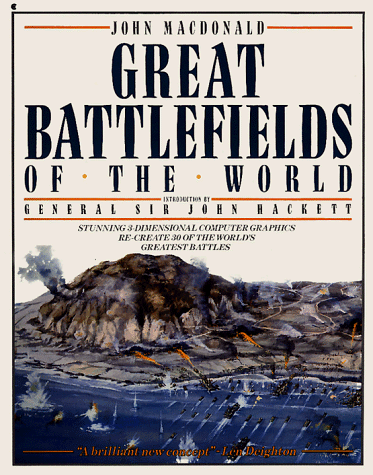 JOHN MACDONALD
GREAT
BATTLEFIELDS
OF · THE · WORLD
INTRODUCTION BY
GENERAL SIR JOHN HACKETT
STUNNING 3-DIMENSIONAL COMPUTER GRAPHICS
RE-CREATE 30 OF THE WORLD'S
GREATEST BATTLES
"A brilliant new concept" - Len Deighton